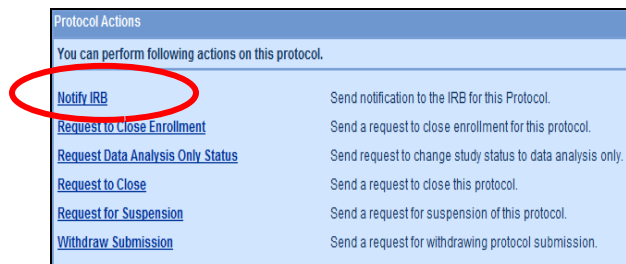 Protocol Actions
You can perform following actions on this protocol.
Notify IRB Send notification to the IRB for this Protocol.
Request to Close Enrollment Send a request to close enrollment for this protocol.
Request Data Analysis Only Status Send request to change study status to data analysis only.
Request to Close Send a request to close this protocol.
Request for Suspension Send a request for suspension of this protocol.
Withdraw Submission Send a request for withdrawing protocol submission.